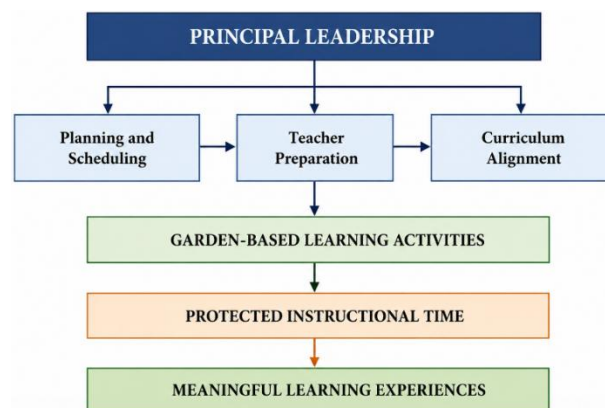 PRINCIPAL LEADERSHIP
Planning and
Scheduling
Teacher
Preparation
Curriculum
Alignment
GARDEN-BASED LEARNING ACTIVITIES
PROTECTED INSTRUCTIONAL TIME
MEANINGFUL LEARNING EXPERIENCES